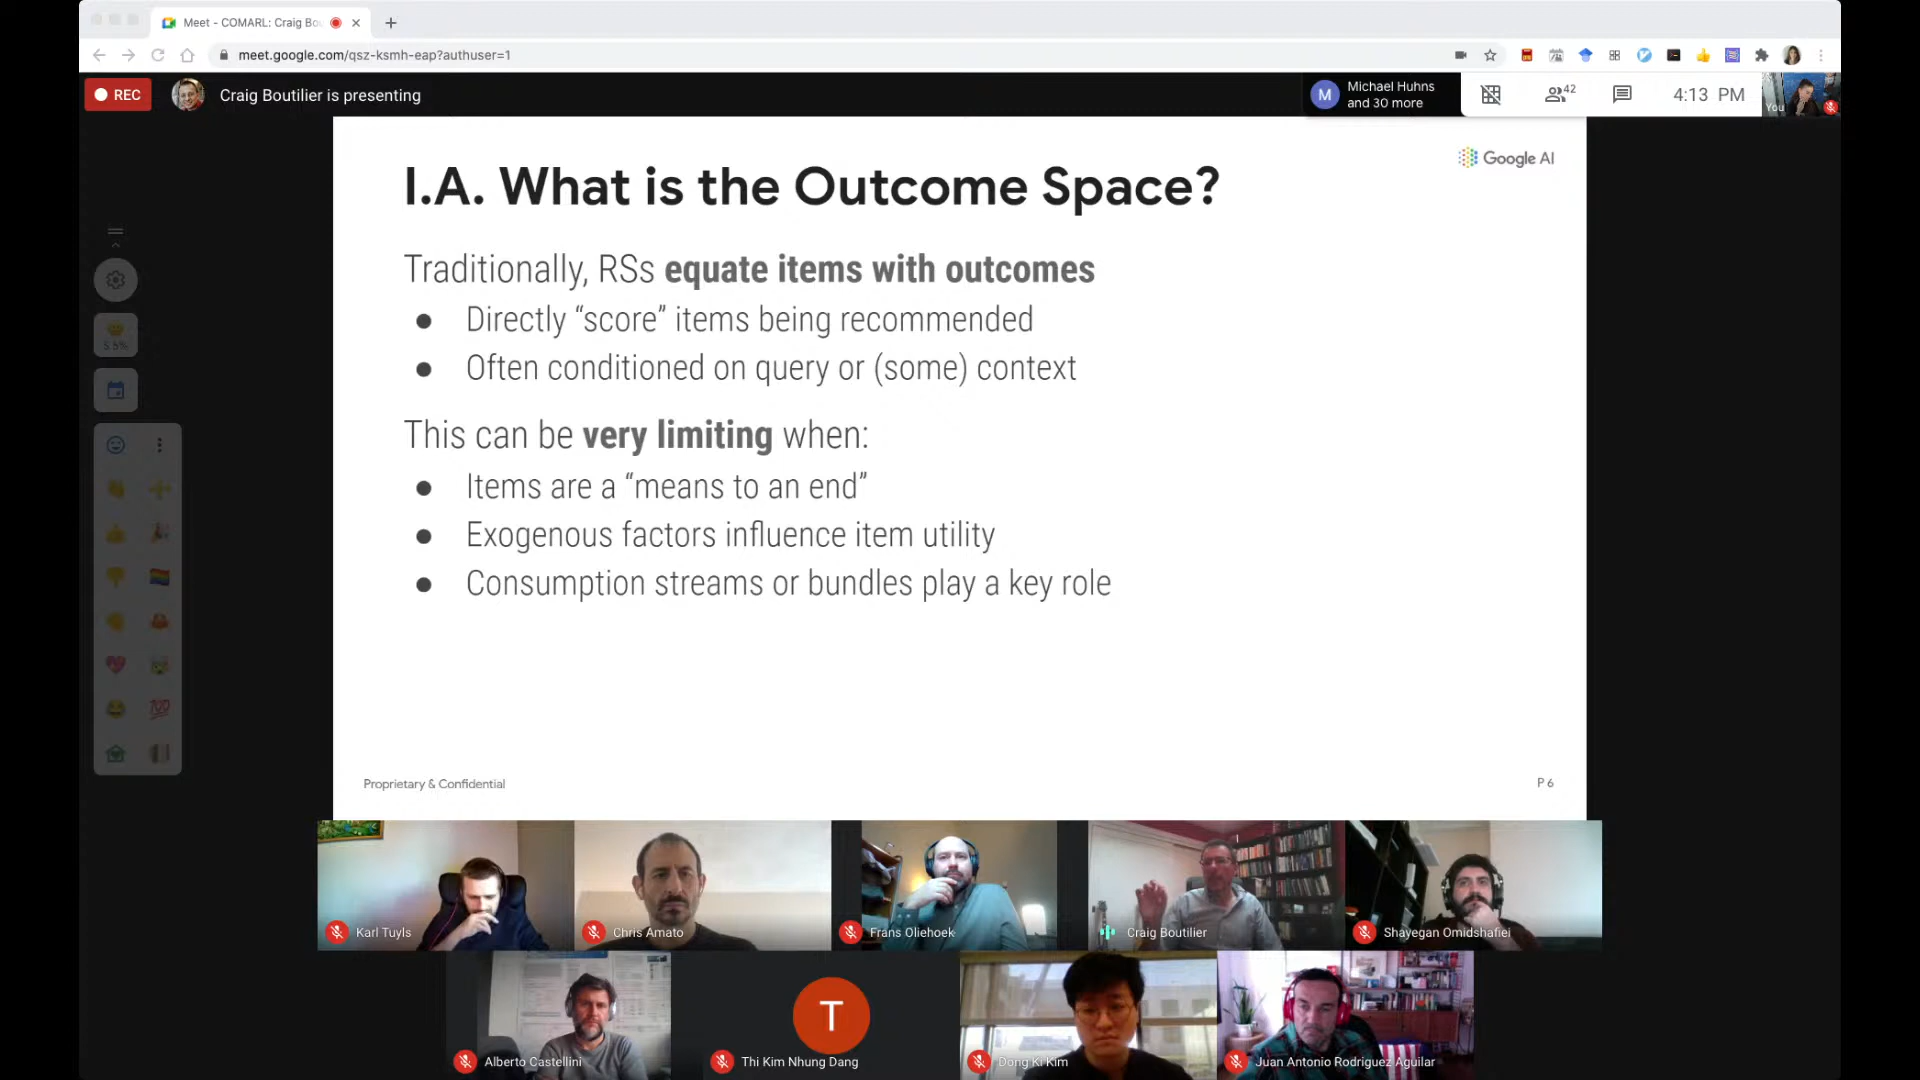 Meet - COMARL: Craig Bo
meet.google.com/qsz-ksmh-eap?authuser=1
REC
Craig Boutilier is presenting
M
Michael Huhns
and 30 more
42
4:13 PM
You
Google AI
I.A. What is the Outcome Space?
Traditionally, RSs equate items with outcomes
● Directly “score” items being recommended
● Often conditioned on query or (some) context
This can be very limiting when:
● Items are a “means to an end”
● Exogenous factors influence item utility
● Consumption streams or bundles play a key role
Proprietary & Confidential
P 6
Karl Tuyls
Chris Amato
Frans Oliehoek
Craig Boutilier
Shayegan Omidshafiei
Alberto Castellini
T
Thi Kim Nhung Dang
Dong Ki Kim
Juan Antonio Rodriguez Aguilar